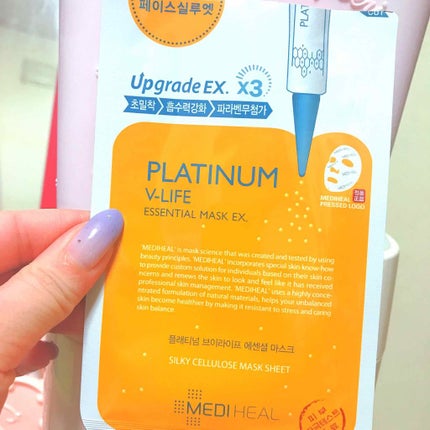 페이스실루엣
PLATIN
Upgrade EX. x3
초밀착 흡수력강화 파라벤무첨가
PLATINUM
V-LIFE
ESSENTIAL MASK EX.
MEDIHEAL
PRESSED LOGO
'MEDIHEAL' is mask science that was created and tested by using
beauty principles. 'MEDIHEAL' incorporates special skin know how
to provide custom solution for individuals based on their skin co-
ncerns and renews the skin to look and feel like it has received
professional skin management. 'MEDIHEAL' uses a highly conce-
ntrated formulation of natural materials, helps your unbalanced
skin become healthier by making it resistant to stress and caring
skin balance.
플래티넘 브이라이프 에센셜 마스크
SILKY CELLULOSE MASK SHEET
MEDIHEAL